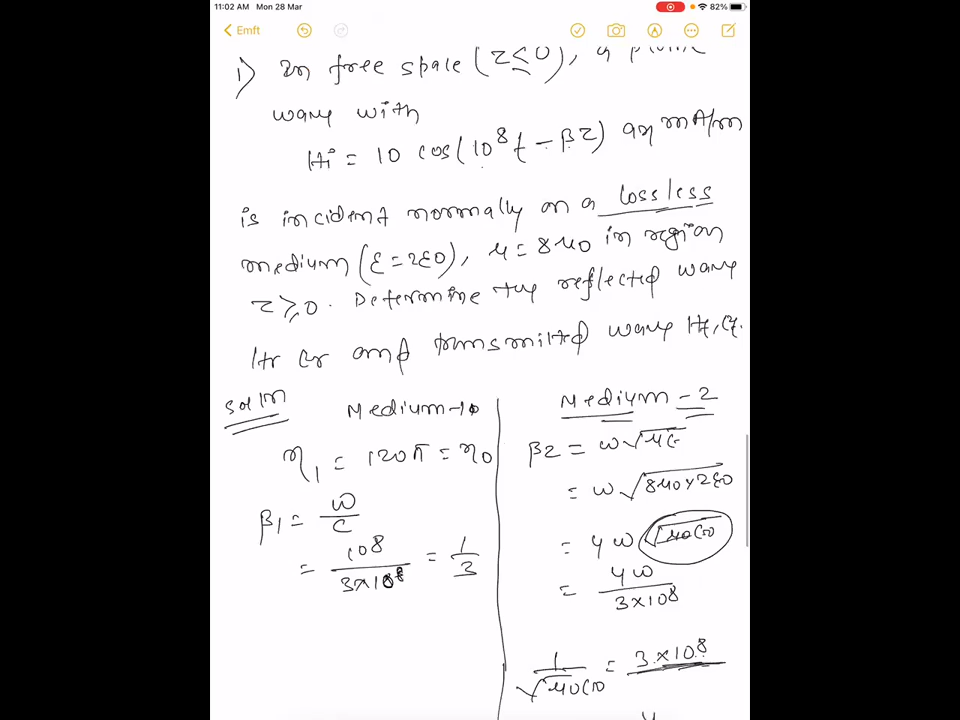 11:02 AM Mon 28 Mar
82%
Emft
1) In free space (z≤0), a plane
wave with
Hi = 10 cos(10⁸t − βz) ax mA/m
is incident normally on a lossless
medium (ε=2ε0), μ=8μ0 in region
z≥0. Determine the reflected wave
Hr Er and transmitted wave Ht, Et.
Soln
Medium-1
η1 = 120π = η0
β1 = ω/c
= 10⁸/3×10⁸ = 1/3
Medium-2
β2 = ω√με
= ω√8μ0×2ε0
= 4ω√μ0ε0
= 4ω/3×10⁸
1/√μ0ε0 = 3×10⁸